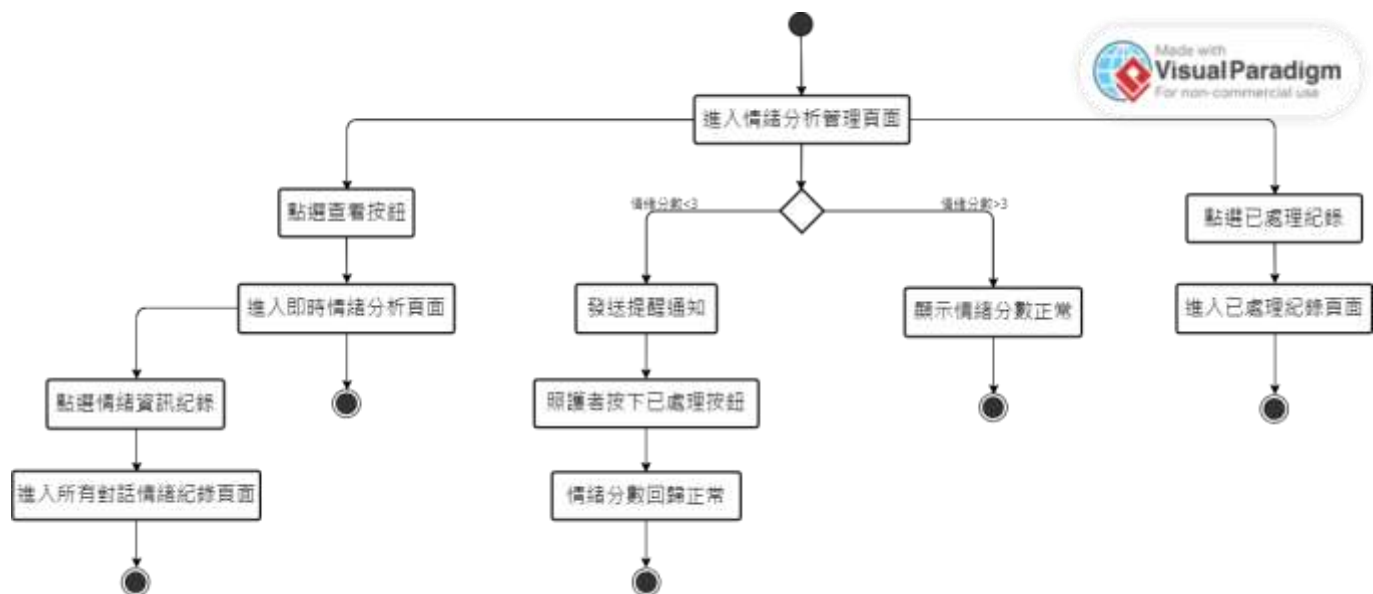 Made with
Visual Paradigm
For non-commercial use
進入情緒分析管理頁面
點選查看按鈕
情緒分數<3
情緒分數>3
點選已處理紀錄
進入即時情緒分析頁面
發送提醒通知
顯示情緒分數正常
進入已處理紀錄頁面
點選情緒資訊紀錄
照護者按下已處理按鈕
進入所有對話情緒紀錄頁面
情緒分數回歸正常